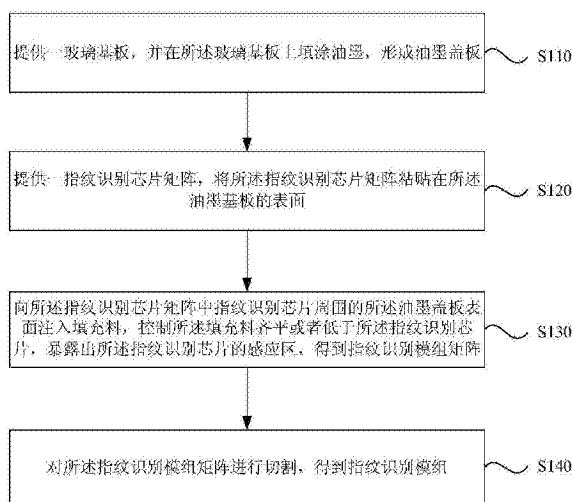 提供一玻璃基板，并在所述玻璃基板上填涂油墨，形成油墨盖板
S110
提供一指纹识别芯片矩阵，将所述指纹识别芯片矩阵粘贴在所述
油墨基板的表面
S120
向所述指纹识别芯片矩阵中指纹识别芯片周围的所述油墨盖板表
面注入填充料，控制所述填充料齐平或者低于所述指纹识别芯
片，暴露出所述指纹识别芯片的感应区、得到指纹识别模组矩阵
S130
对所述指纹识别模组矩阵进行切割、得到指纹识别模组
S140